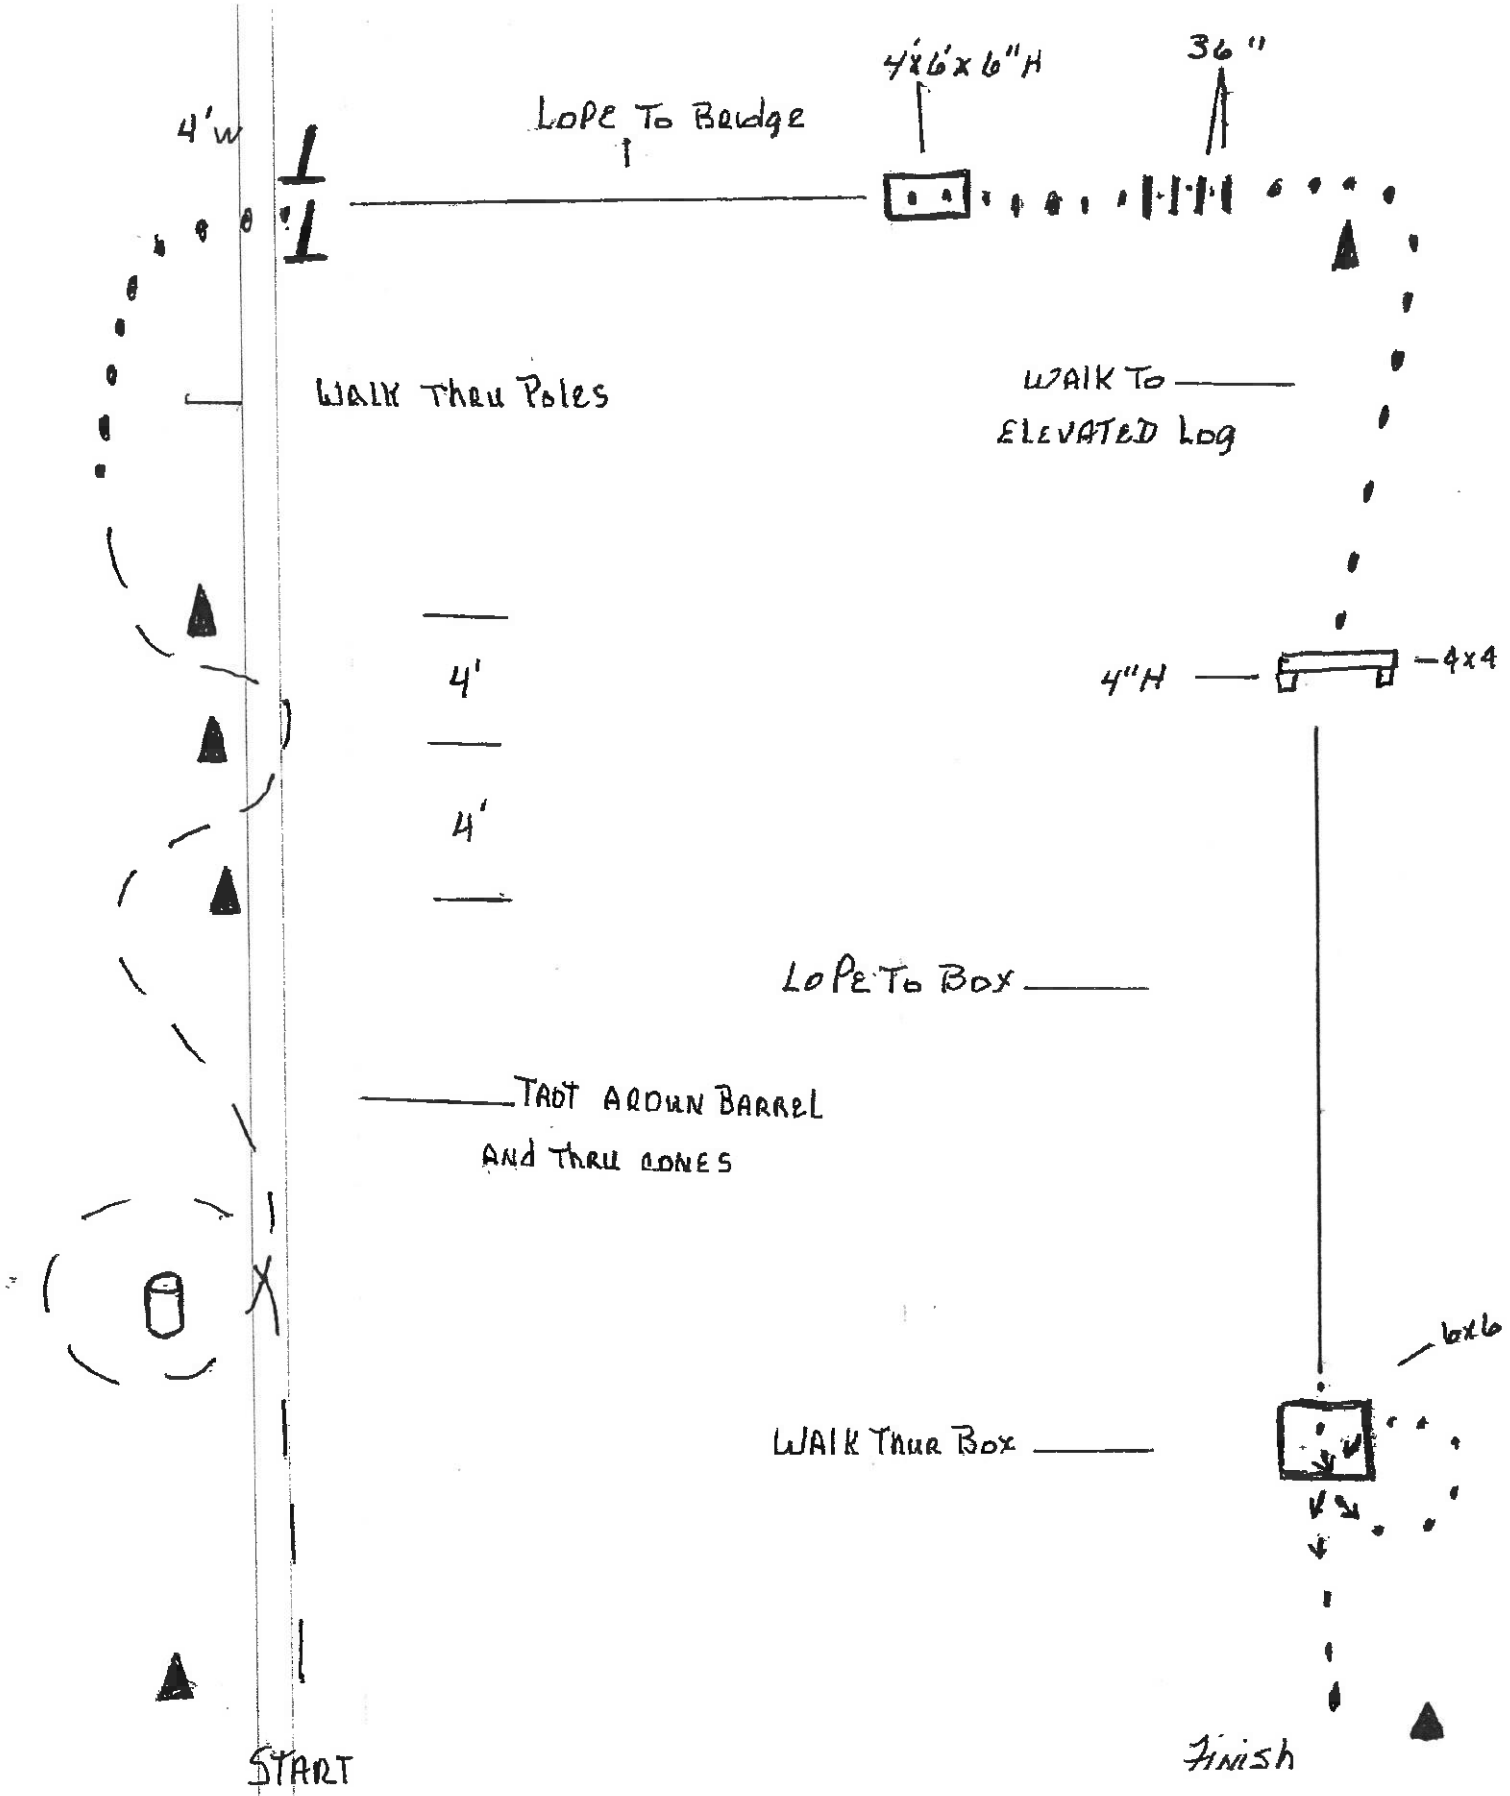 4'x6'x6"H
36"
LOPE TO Bridge
4'W
WALK THRU Poles
WALK TO
ELEVATED Log
4'
4"H
4x4
4'
LOPE TO BOX
TROT AROUN BARREL
AND THRU CONES
6x6
WALK THUR BOX
START
Finish